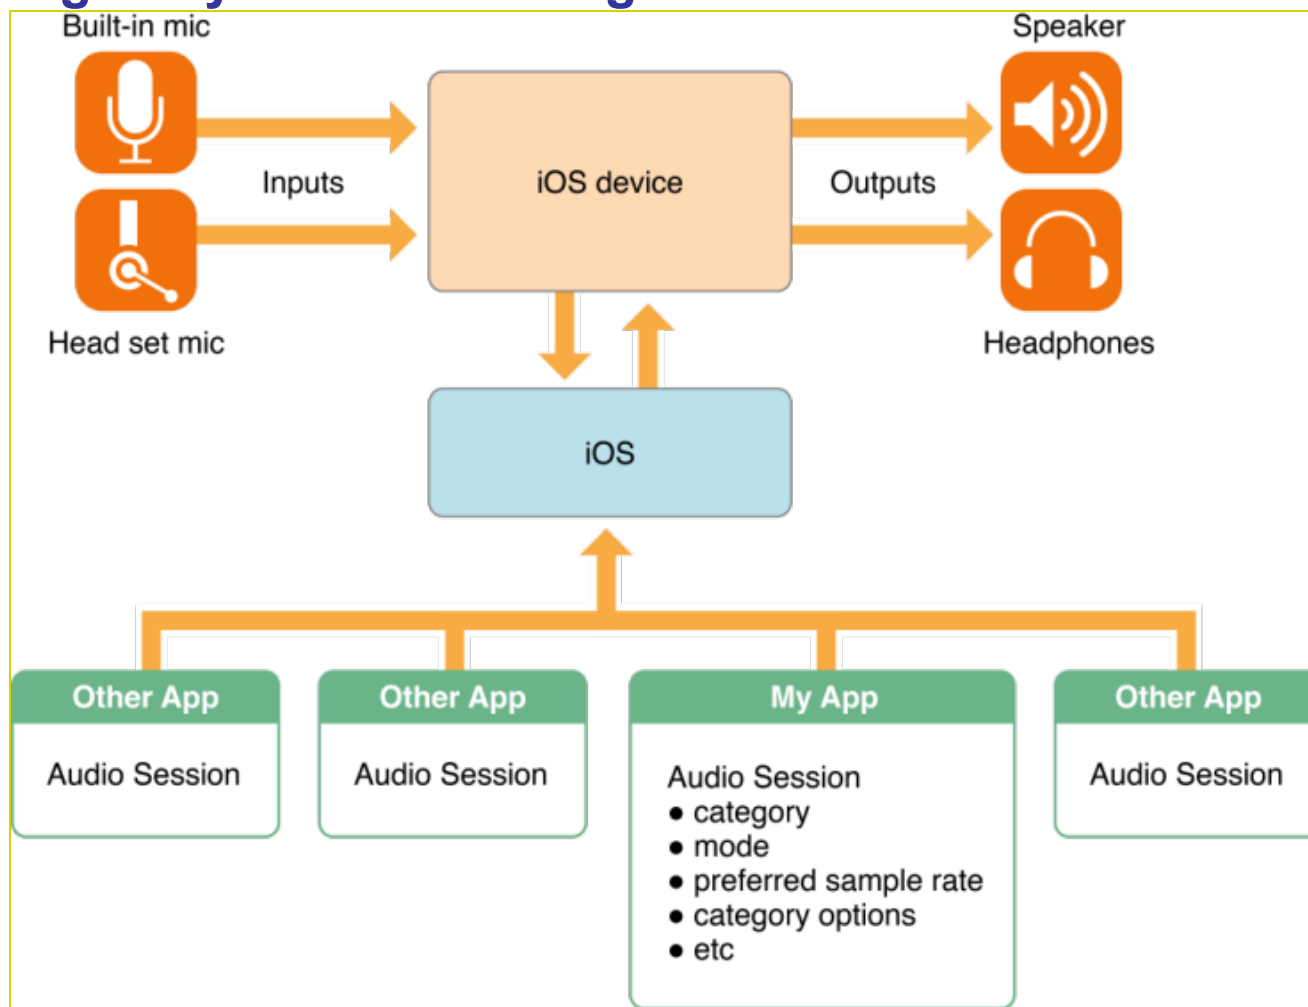 Built-in mic
Speaker
Inputs
iOS device
Outputs
Head set mic
Headphones
iOS
Other App
Audio Session
Other App
Audio Session
My App
Audio Session
● category
● mode
● preferred sample rate
● category options
● etc
Other App
Audio Session